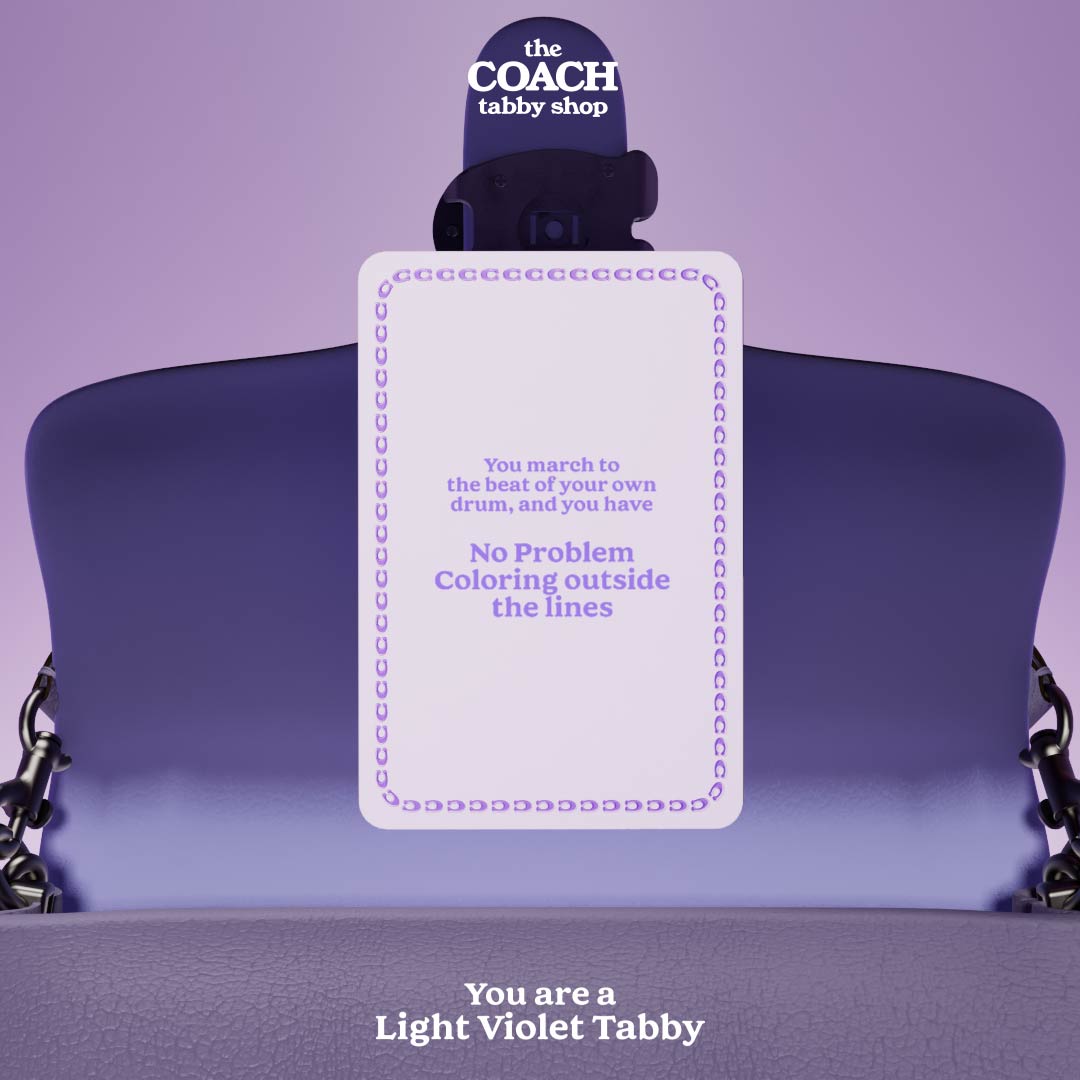 the
COACH
tabby shop
You march to
the beat of your own
drum, and you have
No Problem
Coloring outside
the lines
You are a
Light Violet Tabby